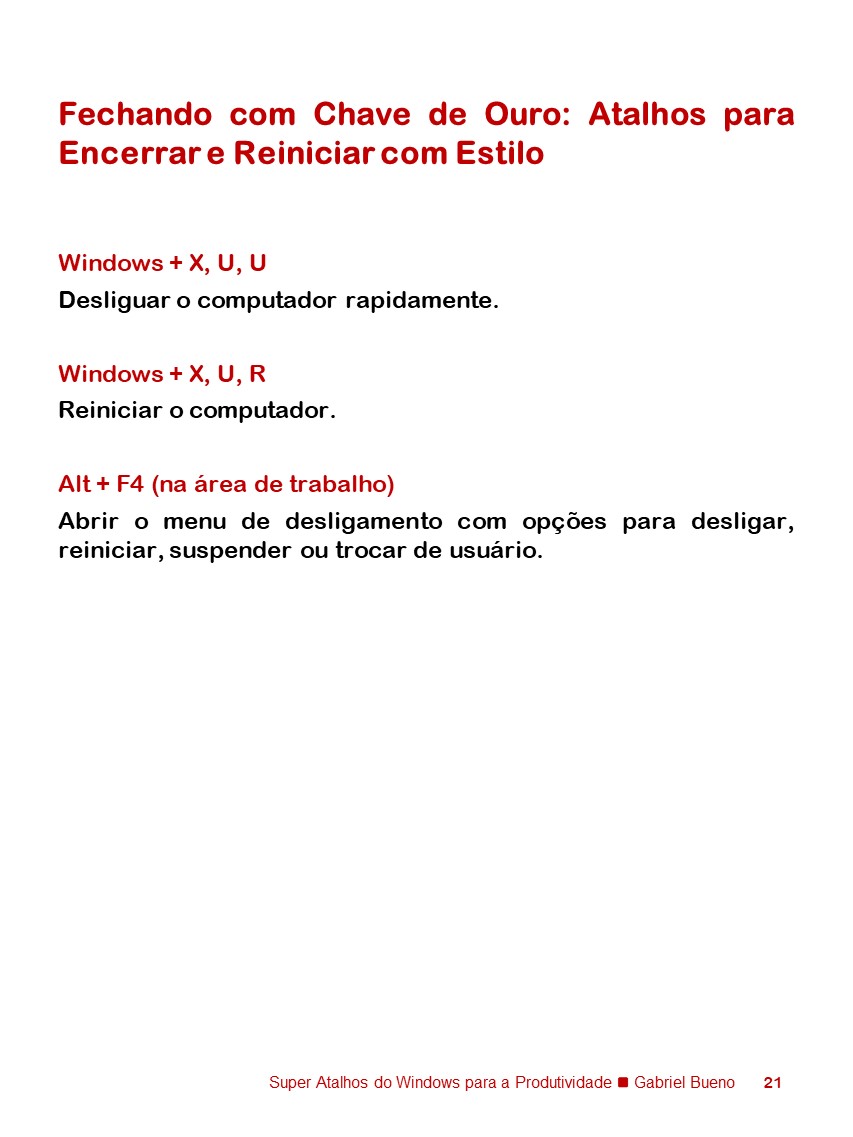 Fechando com Chave de Ouro: Atalhos para
Encerrar e Reiniciar com Estilo
Windows + X, U, U
Desliguar o computador rapidamente.
Windows + X, U, R
Reiniciar o computador.
Alt + F4 (na área de trabalho)
Abrir o menu de desligamento com opções para desligar,
reiniciar, suspender ou trocar de usuário.
Super Atalhos do Windows para a Produtividade ■ Gabriel Bueno 21